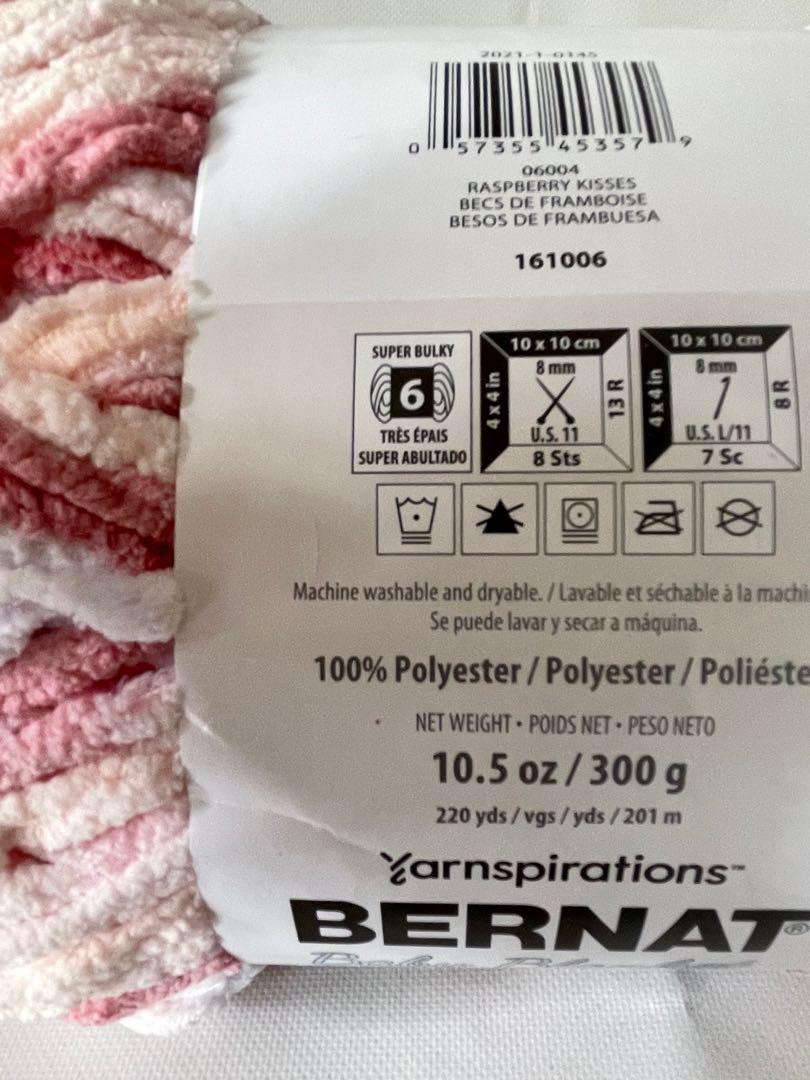 2021-1-0145
0 57355 45357 9
06004
RASPBERRY KISSES
BECS DE FRAMBOISE
BESOS DE FRAMBUESA
161006
SUPER BULKY
6
TRÈS ÉPAIS
SUPER ABULTADO
10 x 10 cm
4 x 4 in
8 mm
U.S. 11
13 R
8 Sts
10 x 10 cm
4 x 4 in
8 mm
U.S. L/11
8 R
7 Sc
Machine washable and dryable. / Lavable et séchable à la machi
Se puede lavar y secar a máquina.
100% Polyester / Polyester / Poliéste
NET WEIGHT • POIDS NET • PESO NETO
10.5 oz / 300 g
220 yds / vgs / yds / 201 m
Yarnspirations™
BERNAT®